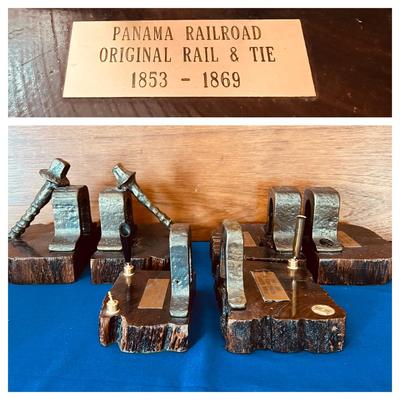 PANAMA RAILROAD
ORIGINAL RAIL & TIE
1853 - 1869